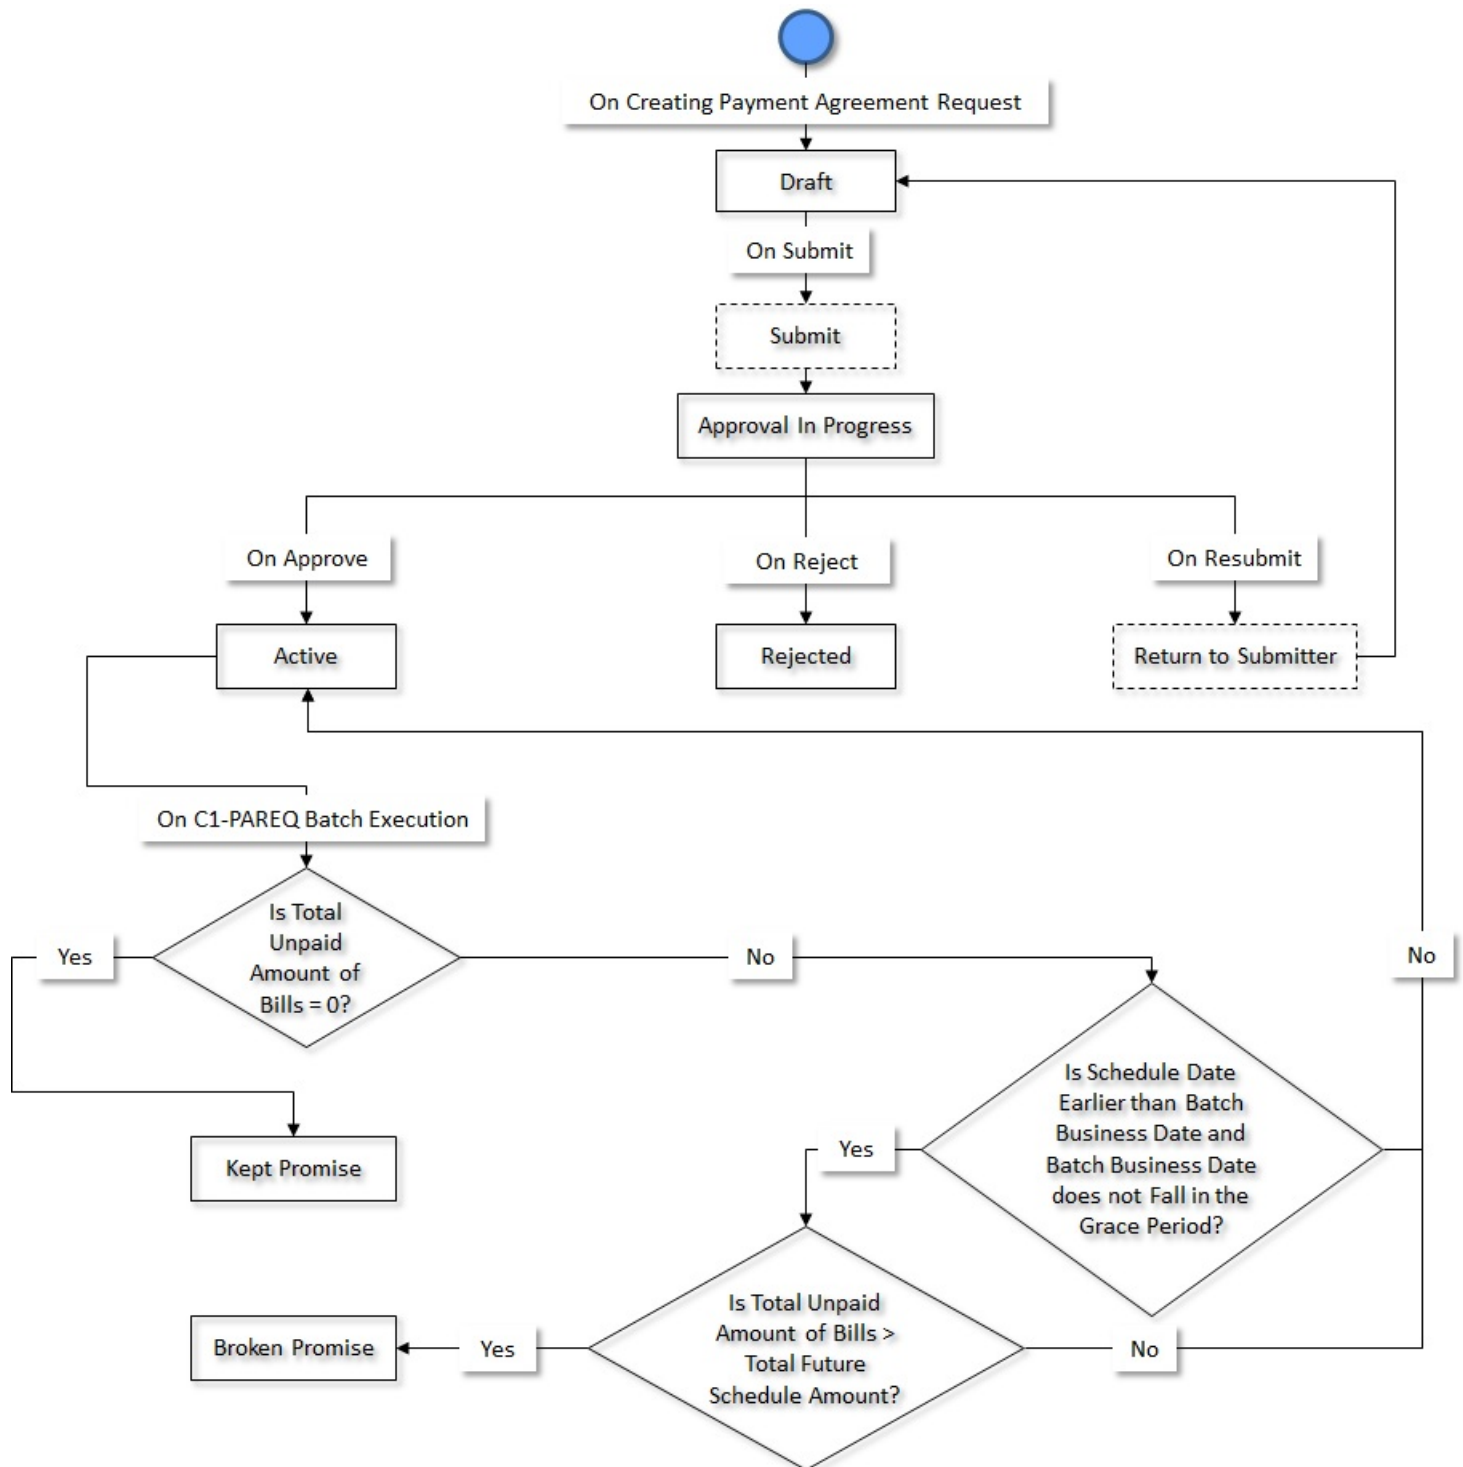 On Creating Payment Agreement Request
Draft
On Submit
Submit
Approval In Progress
On Approve
On Reject
On Resubmit
Active
Rejected
Return to Submitter
On C1-PAREQ Batch Execution
Is Total
Unpaid
Amount of
Bills = 0?
Yes
No
No
Is Schedule Date
Earlier than Batch
Business Date and
Batch Business Date
does not Fall in the
Grace Period?
Yes
Kept Promise
Is Total Unpaid
Amount of Bills >
Total Future
Schedule Amount?
Broken Promise
Yes
No